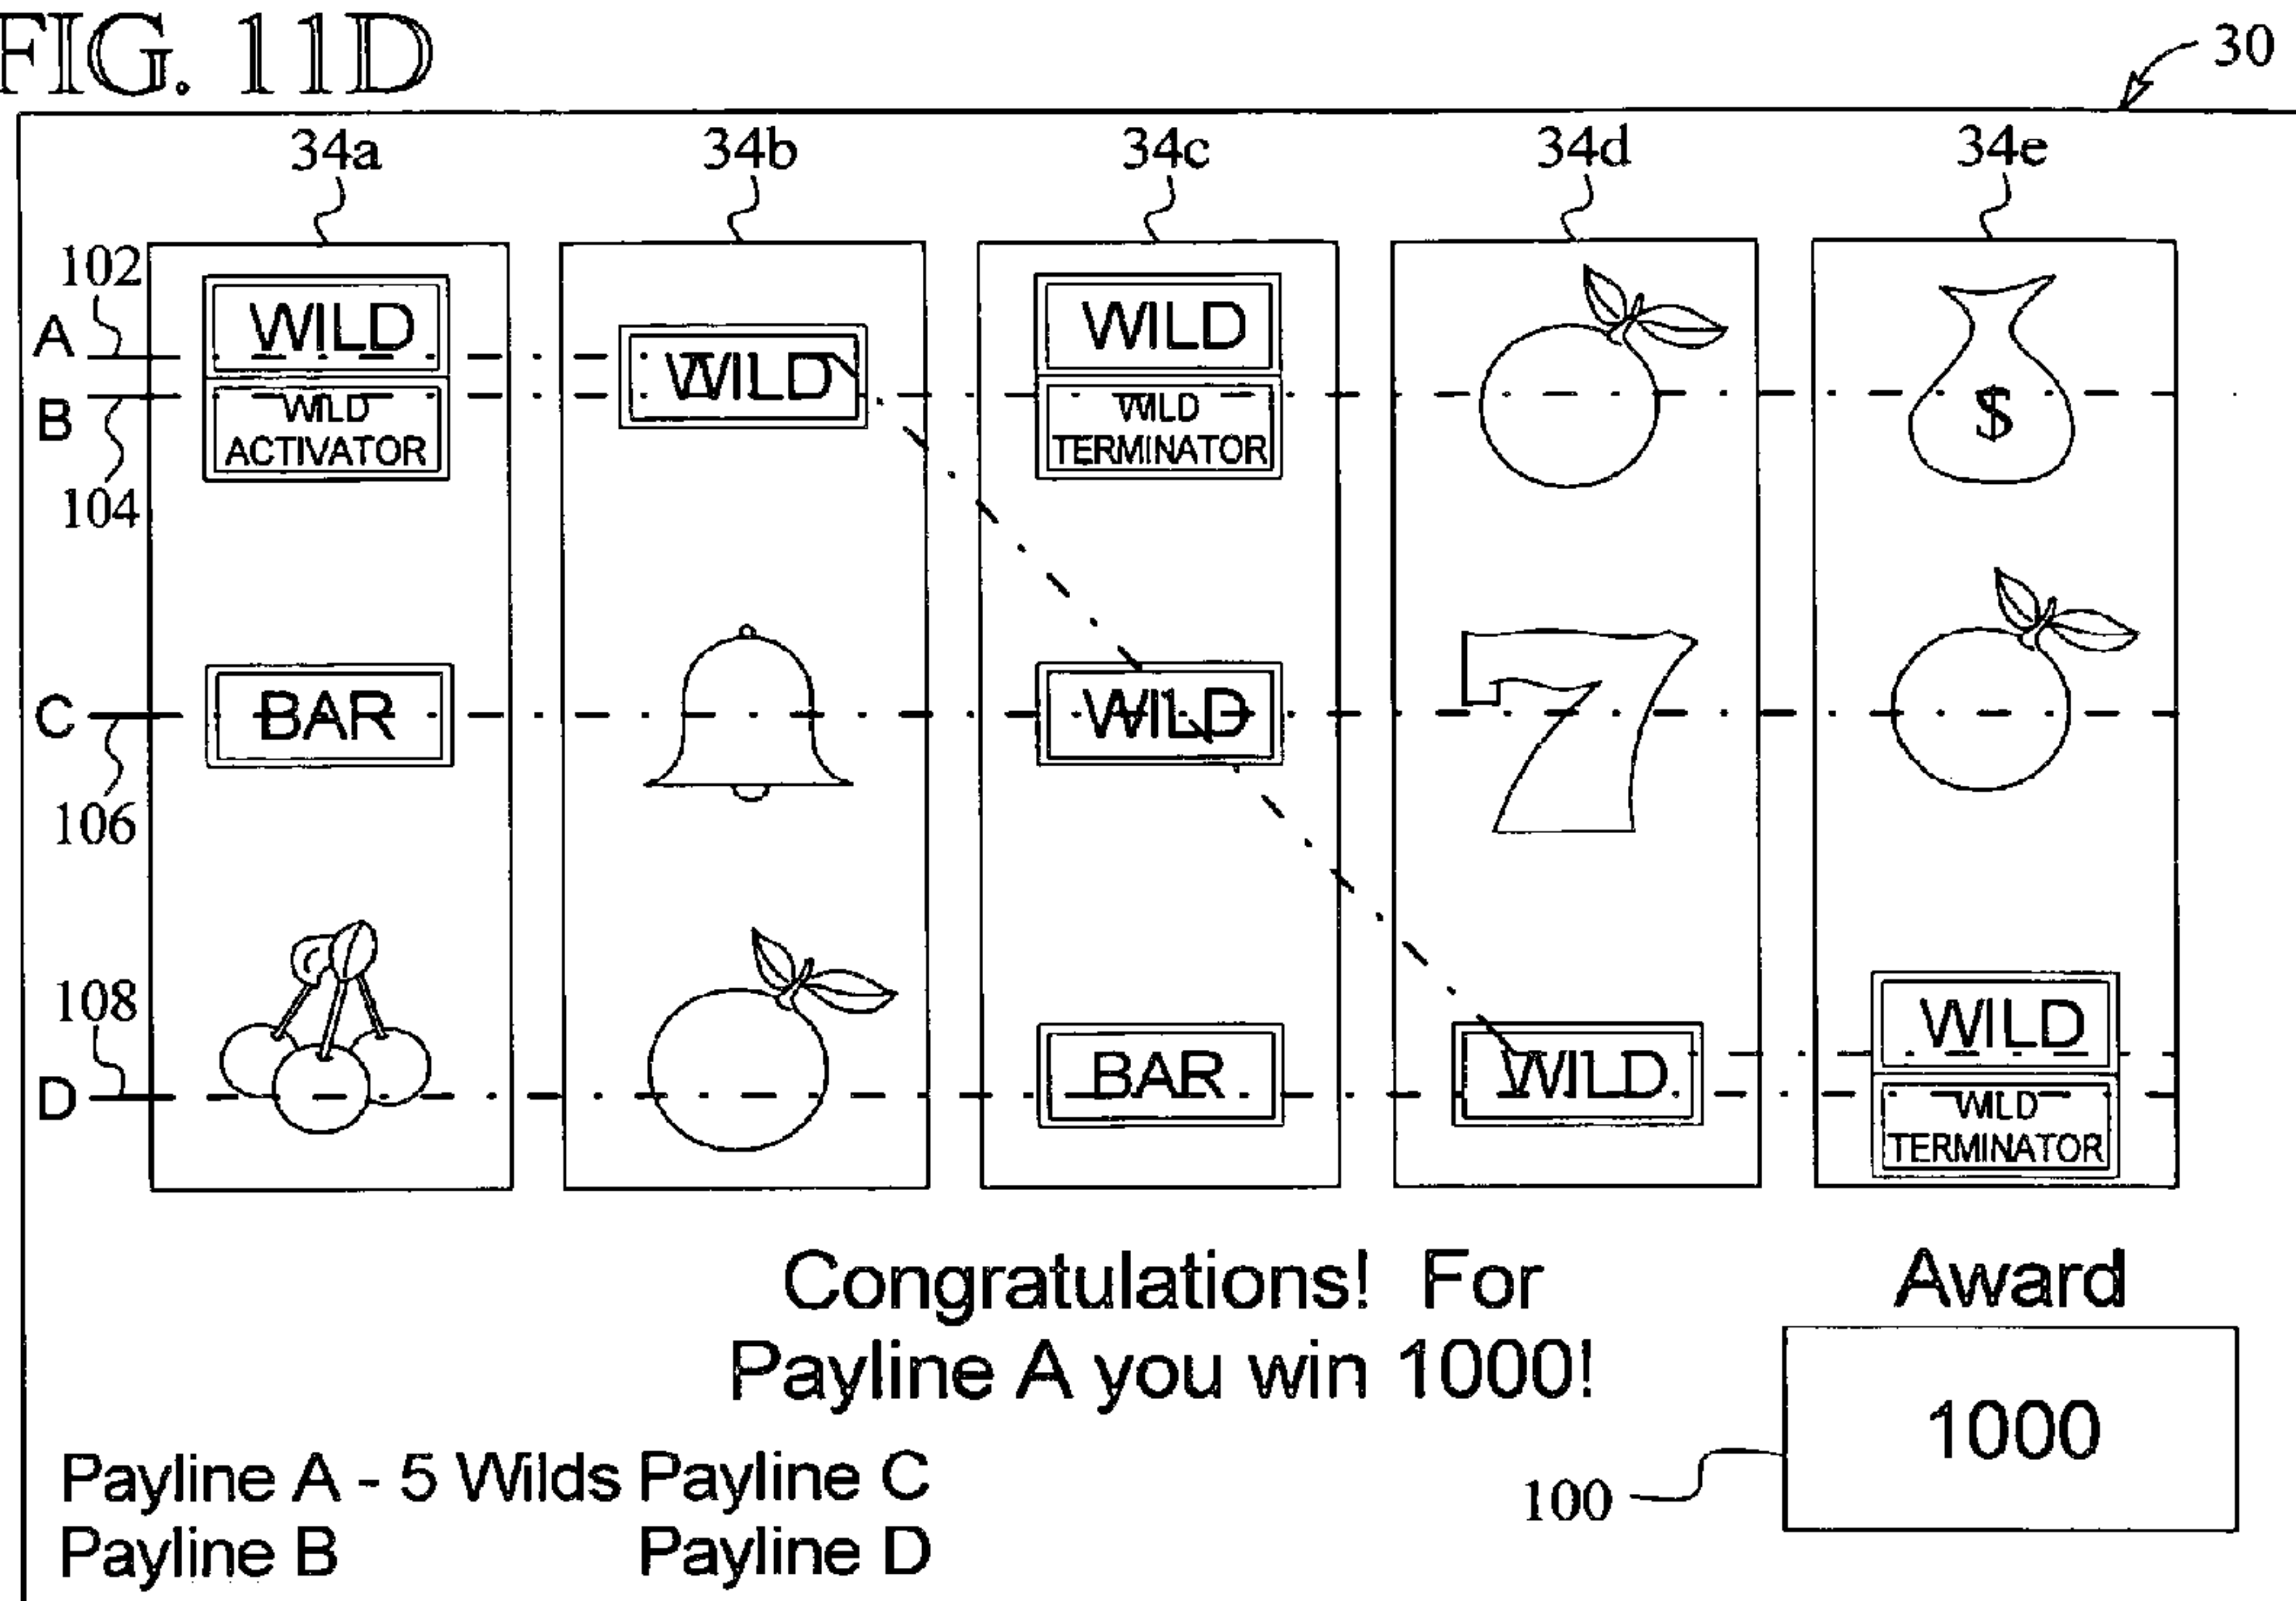 FIG. 11D
30
34a 34b 34c 34d 34e
102
A
WILD
WILD
WILD
$
B
WILD
ACTIVATOR
WILD
TERMINATOR
104
C
BAR
WILD
7
106
108
D
BAR
WILD
WILD
WILD
TERMINATOR
Congratulations! For
Payline A you win 1000!
Award
1000
100
Payline A - 5 Wilds Payline C
Payline B Payline D